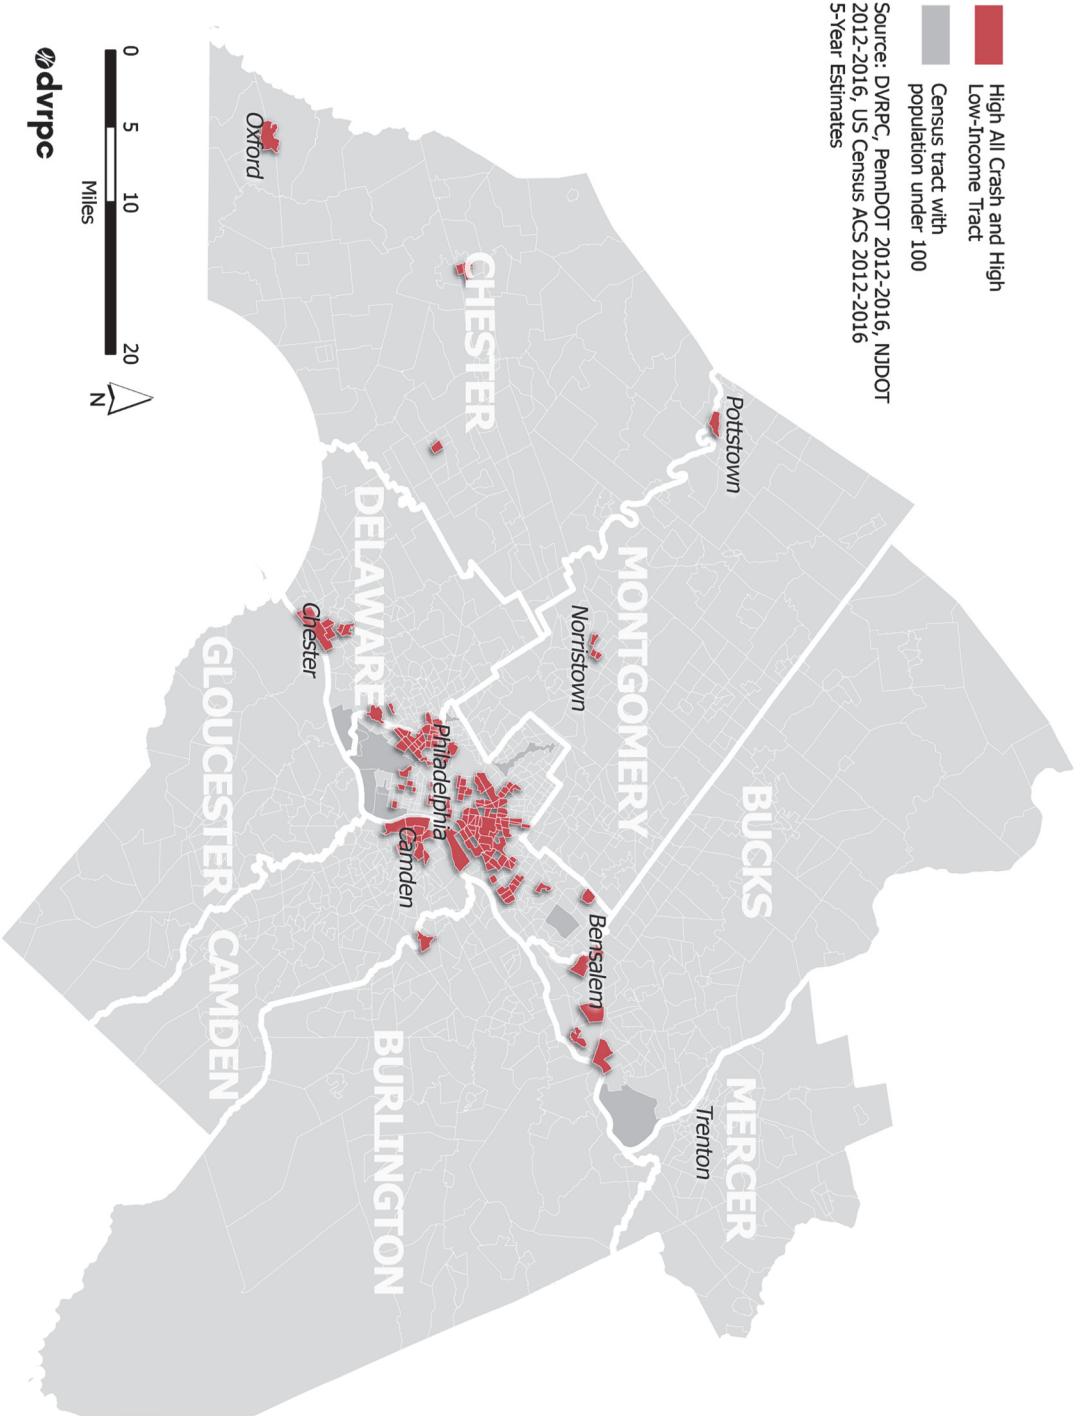 High All Crash and High
Low-Income Tract
Census tract with
population under 100
Source: DVRPC, PennDOT 2012-2016, NJDOT
2012-2016, US Census ACS 2012-2016
5-Year Estimates
BUCKS
MERCER
Pottstown
Trenton
MONTGOMERY
Norristown
Bensalem
CHESTER
Philadelphia
Camden
DELAWARE
BURLINGTON
Chester
Oxford
GLOUCESTER
CAMDEN
0 5 10 20
Miles
N
dvrpc